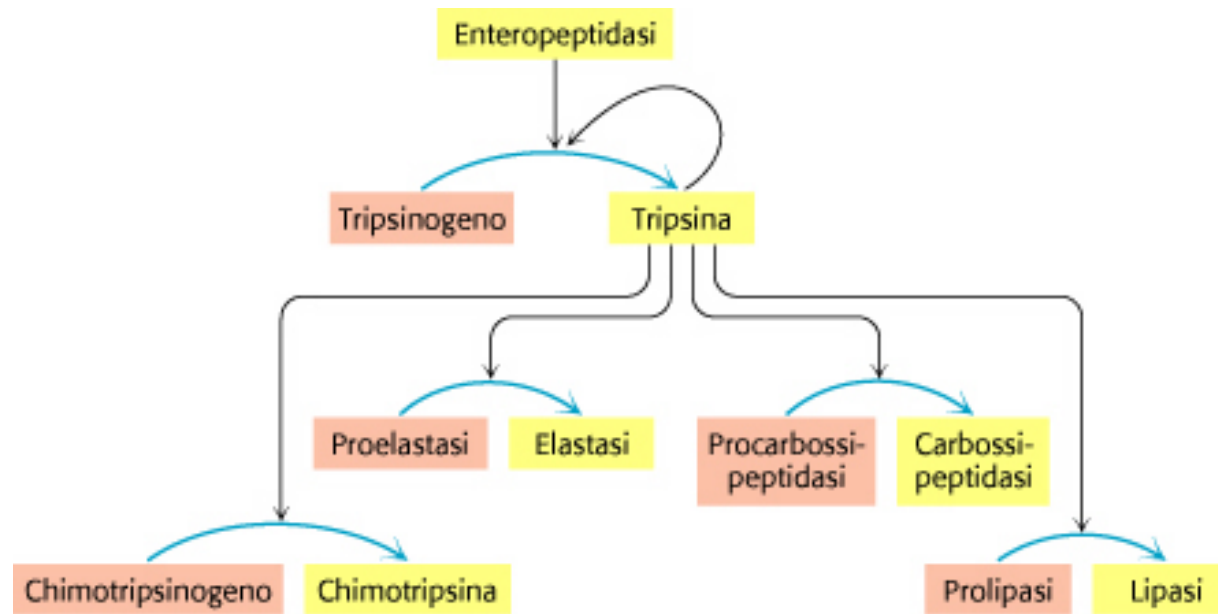 Enteropeptidasi
Tripsinogeno
Tripsina
Proelastasi
Elastasi
Procarbossi-
peptidasi
Carbossi-
peptidasi
Chimotripsinogeno
Chimotripsina
Prolipasi
Lipasi